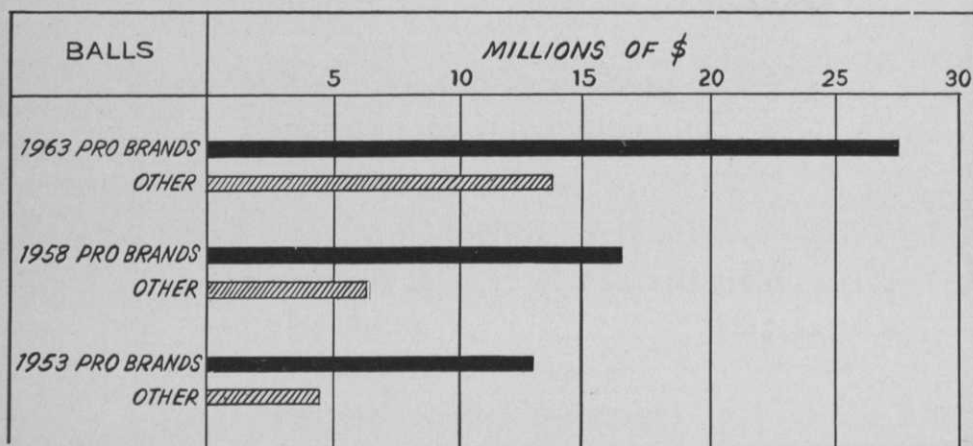 BALLS
MILLIONS OF $
5 10 15 20 25 30
1963 PRO BRANDS
OTHER
1958 PRO BRANDS
OTHER
1953 PRO BRANDS
OTHER